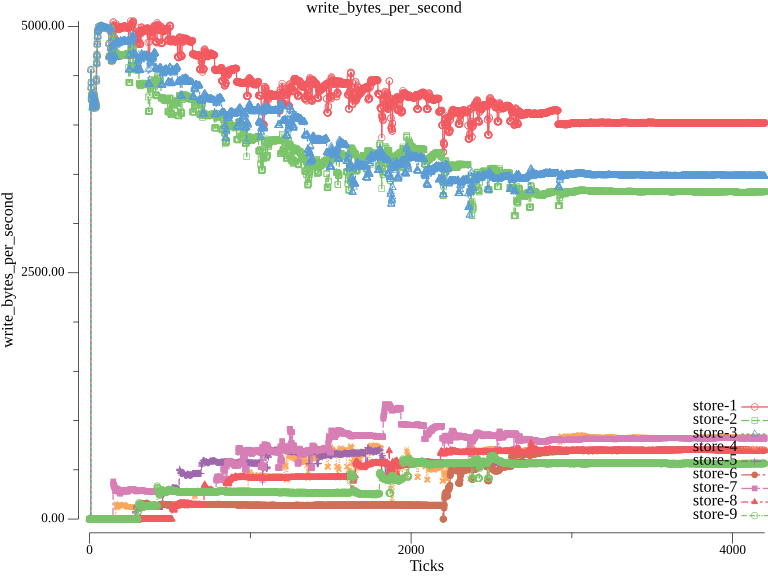 write_bytes_per_second
5000.00
2500.00
0.00
write_bytes_per_second
0
2000
4000
Ticks
store-1
store-2
store-3
store-4
store-5
store-6
store-7
store-8
store-9